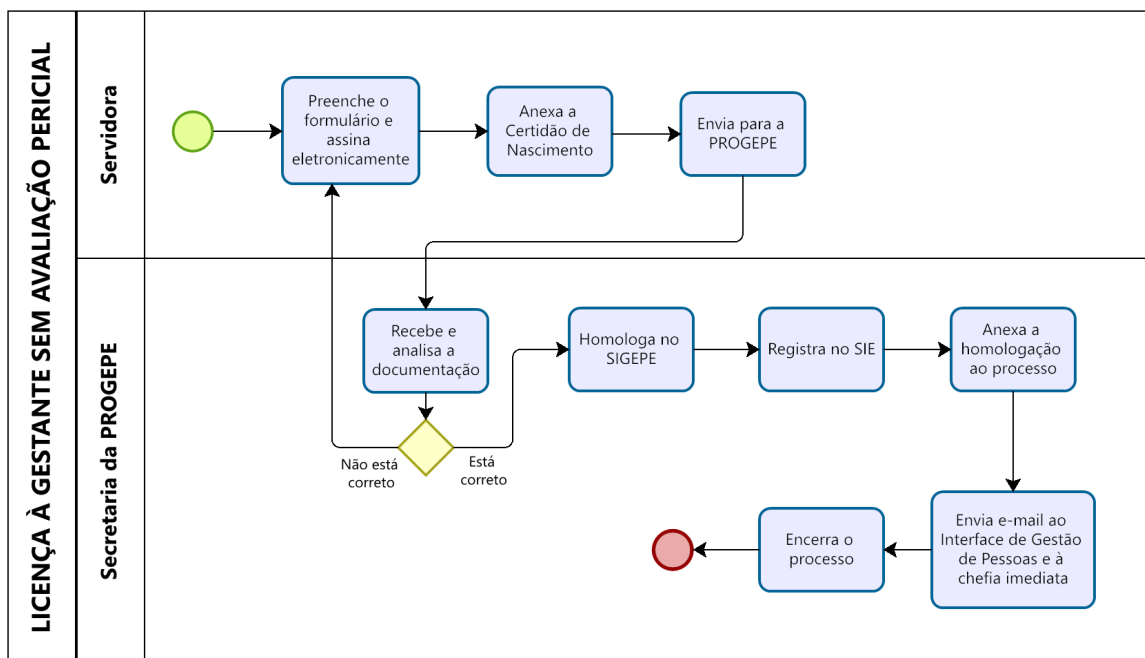 LICENÇA À GESTANTE SEM AVALIAÇÃO PERICIAL
Servidora
Preenche o
formulário e
assina
eletronicamente
Anexa a
Certidão de
Nascimento
Envia para a
PROGEPE
Secretaria da PROGEPE
Recebe e
analisa a
documentação
Não está
correto
Está
correto
Homologa no
SIGEPE
Registra no SIE
Anexa a
homologação
ao processo
Envia e-mail ao
Interface de Gestão
de Pessoas e à
chefia imediata
Encerra o
processo